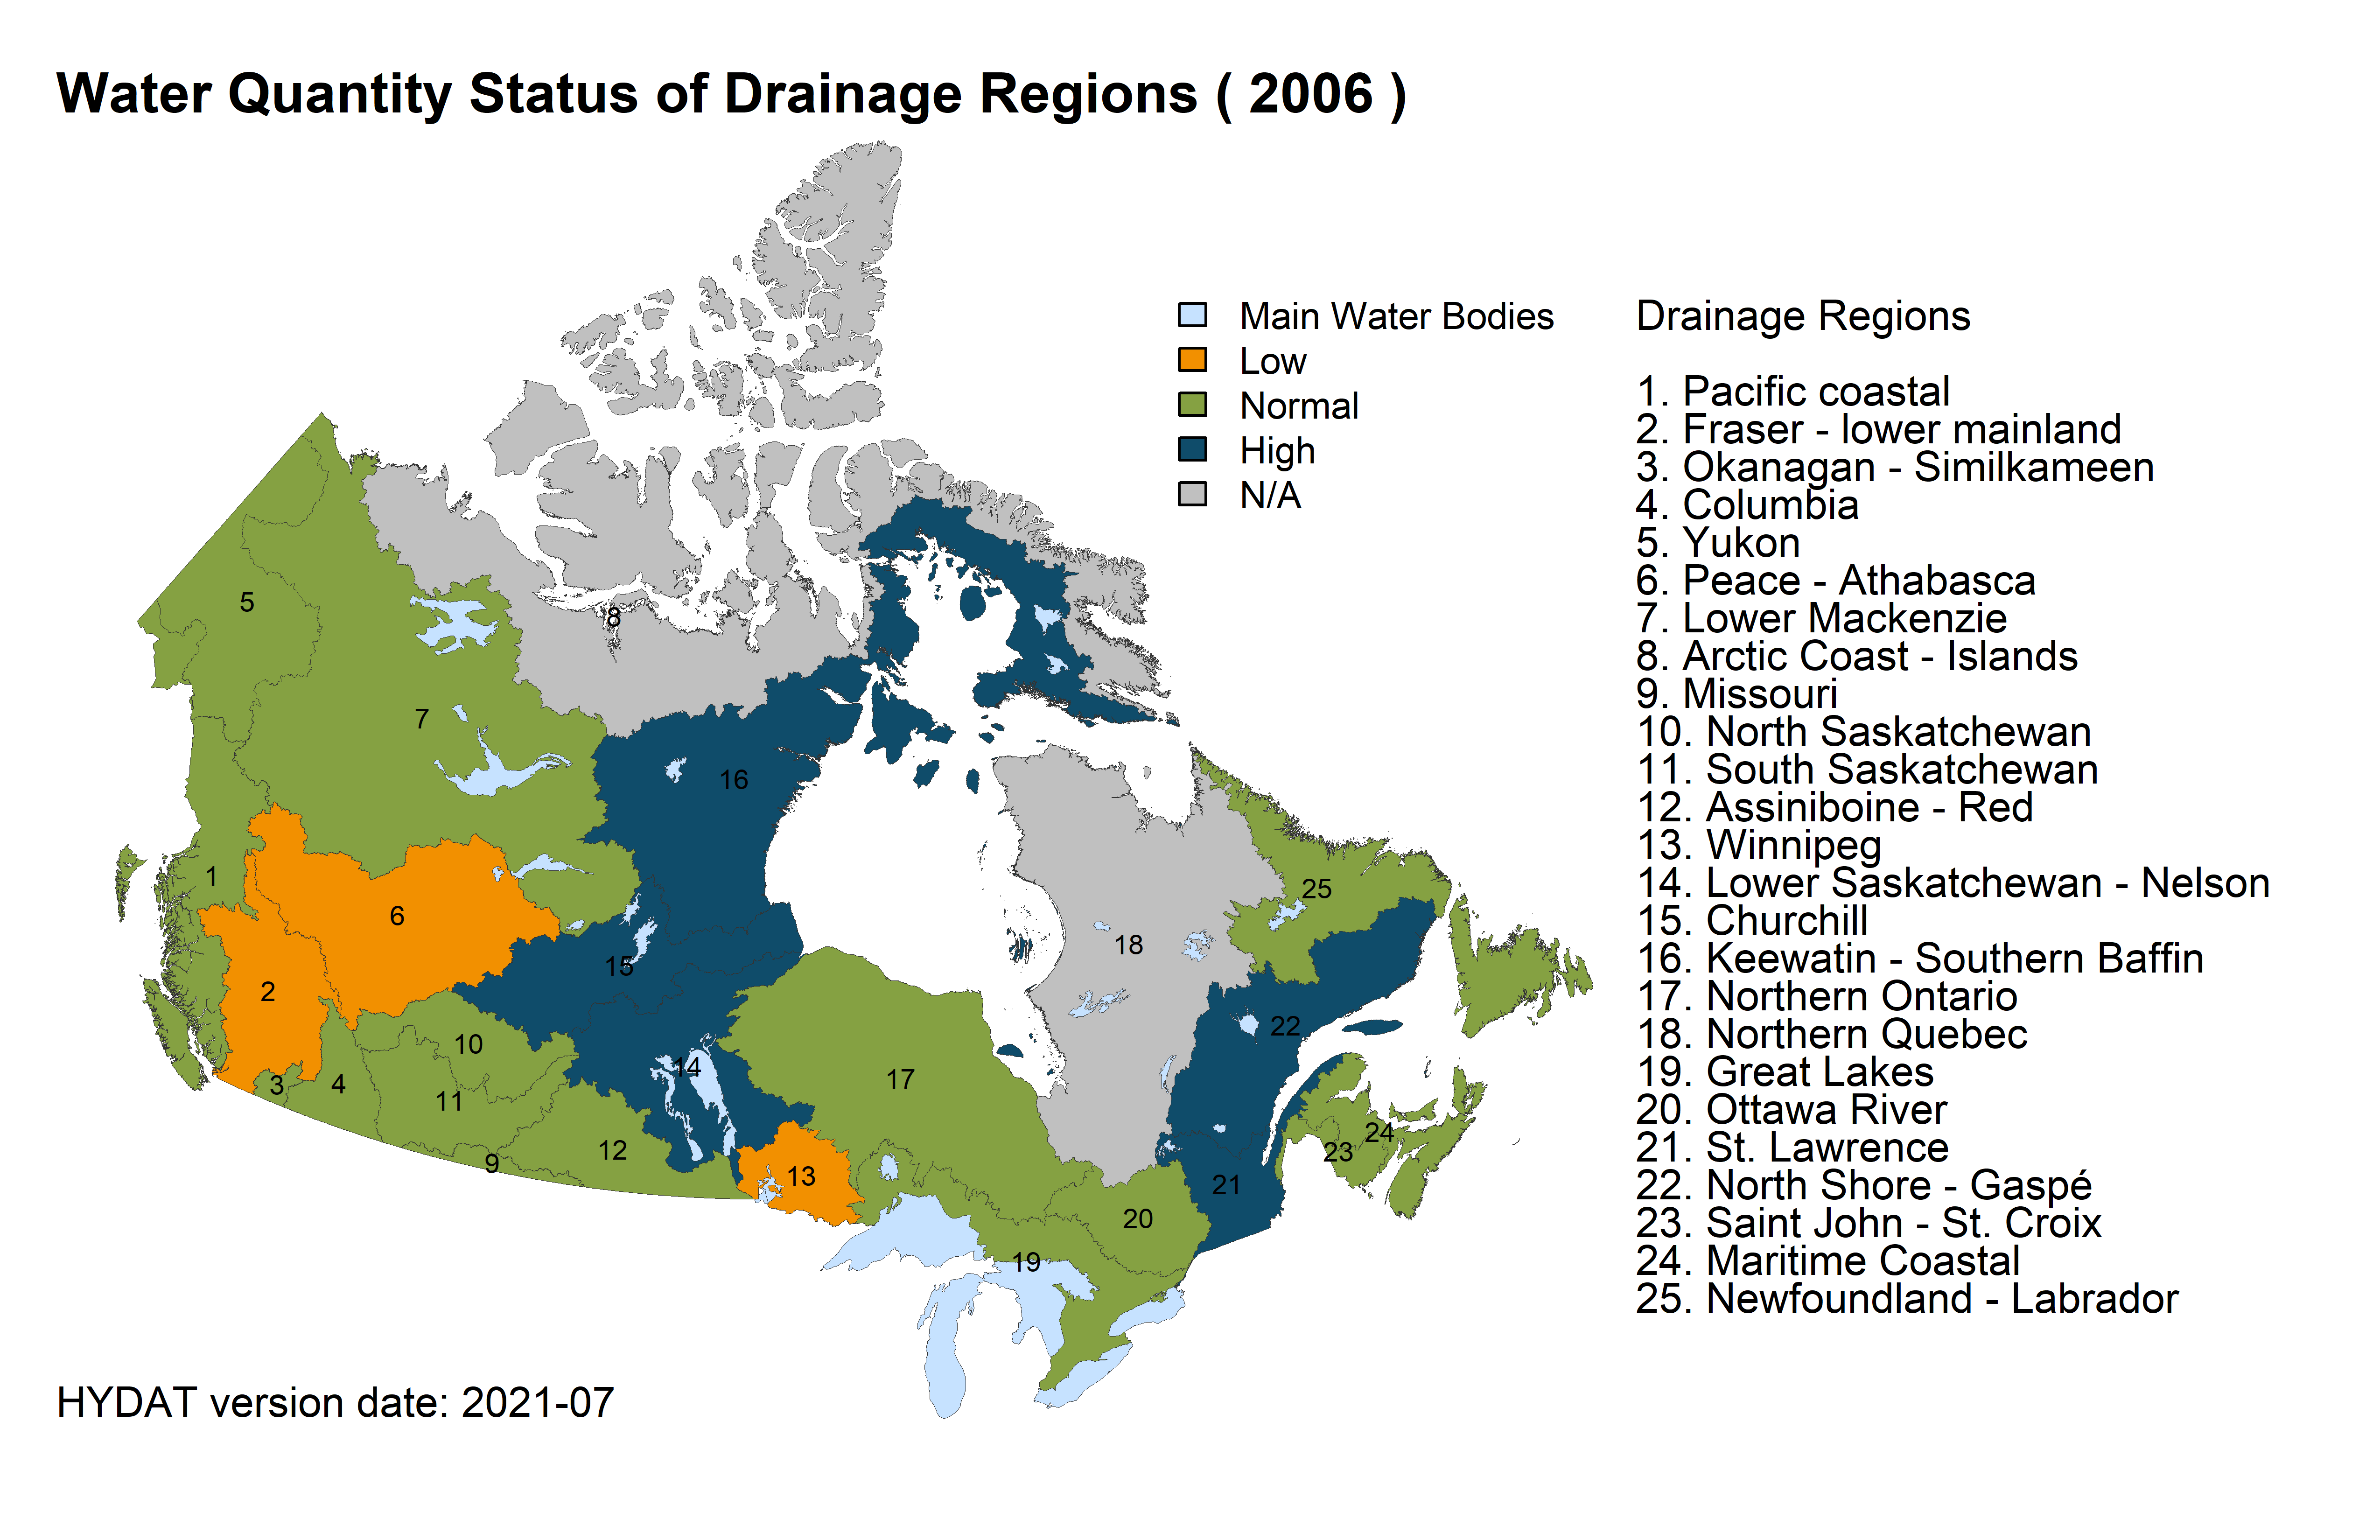 Water Quantity Status of Drainage Regions ( 2006 )
Main Water Bodies
Low
Normal
High
N/A
Drainage Regions
1. Pacific coastal
2. Fraser - lower mainland
3. Okanagan - Similkameen
4. Columbia
5. Yukon
6. Peace - Athabasca
7. Lower Mackenzie
8. Arctic Coast - Islands
9. Missouri
10. North Saskatchewan
11. South Saskatchewan
12. Assiniboine - Red
13. Winnipeg
14. Lower Saskatchewan - Nelson
15. Churchill
16. Keewatin - Southern Baffin
17. Northern Ontario
18. Northern Quebec
19. Great Lakes
20. Ottawa River
21. St. Lawrence
22. North Shore - Gaspé
23. Saint John - St. Croix
24. Maritime Coastal
25. Newfoundland - Labrador
5
8
7
16
1
6
25
18
15
2
22
10
14
17
3
4
11
24
12
23
9
13
21
20
19
HYDAT version date: 2021-07